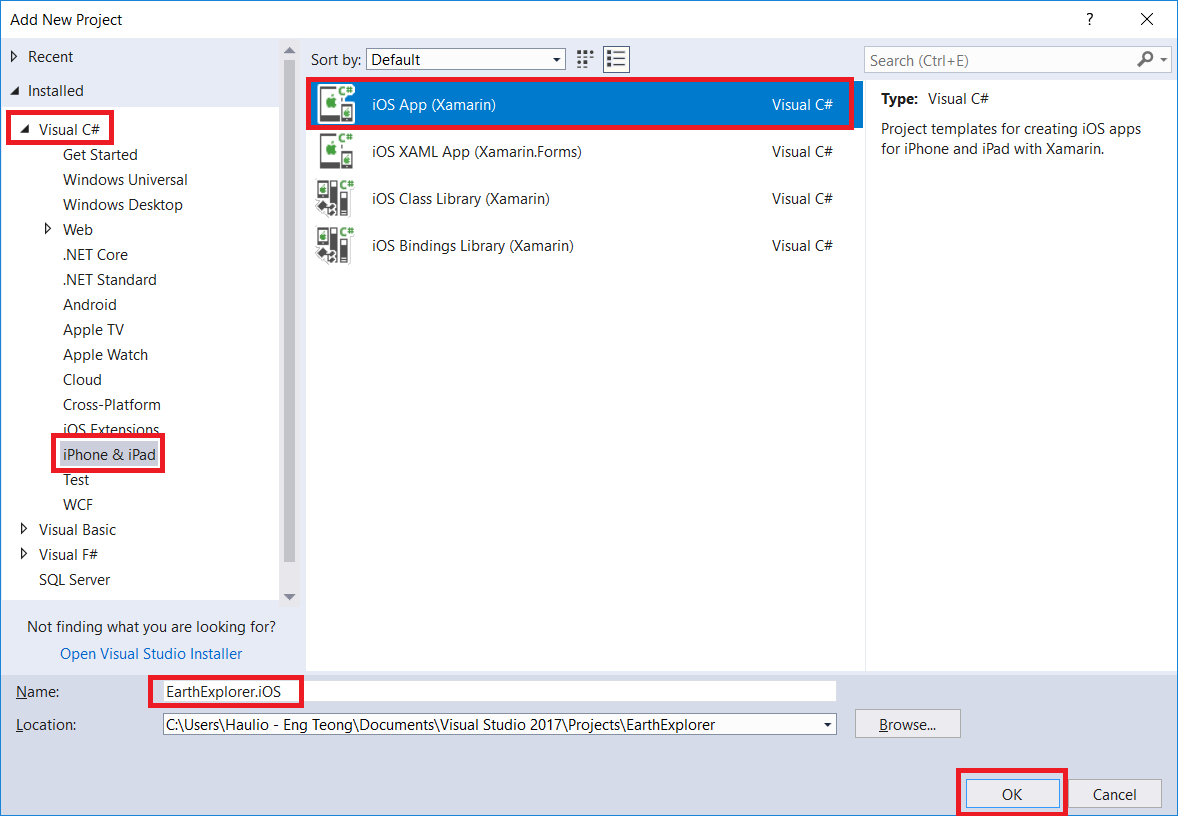 Add New Project
?
Recent
Installed
Visual C#
Get Started
Windows Universal
Windows Desktop
Web
.NET Core
.NET Standard
Android
Apple TV
Apple Watch
Cloud
Cross-Platform
iOS Extensions
iPhone & iPad
Test
WCF
Visual Basic
Visual F#
SQL Server
Not finding what you are looking for?
Open Visual Studio Installer
Sort by: Default
C# iOS App (Xamarin) Visual C#
C# iOS XAML App (Xamarin.Forms) Visual C#
C# iOS Class Library (Xamarin) Visual C#
C# iOS Bindings Library (Xamarin) Visual C#
Search (Ctrl+E)
Type: Visual C#
Project templates for creating iOS apps
for iPhone and iPad with Xamarin.
Name: EarthExplorer.iOS
Location: C:\Users\Haulio - Eng Teong\Documents\Visual Studio 2017\Projects\EarthExplorer
Browse...
OK Cancel